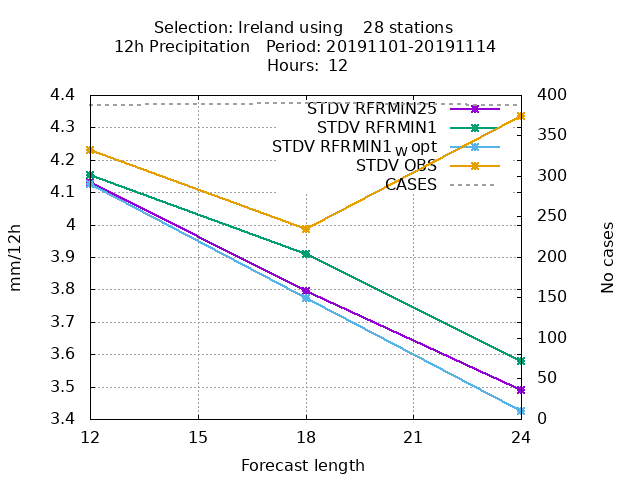 Selection: Ireland using    28 stations
12h Precipitation   Period: 20191101-20191114
Hours:  12
4.4
4.3
4.2
4.1
4
3.9
3.8
3.7
3.6
3.5
3.4
mm/12h
STDV RFRMIN25
STDV RFRMIN1
STDV RFRMIN1 w opt
STDV OBS
CASES
400
350
300
250
200
150
100
50
0
No cases
12 15 18 21 24
Forecast length